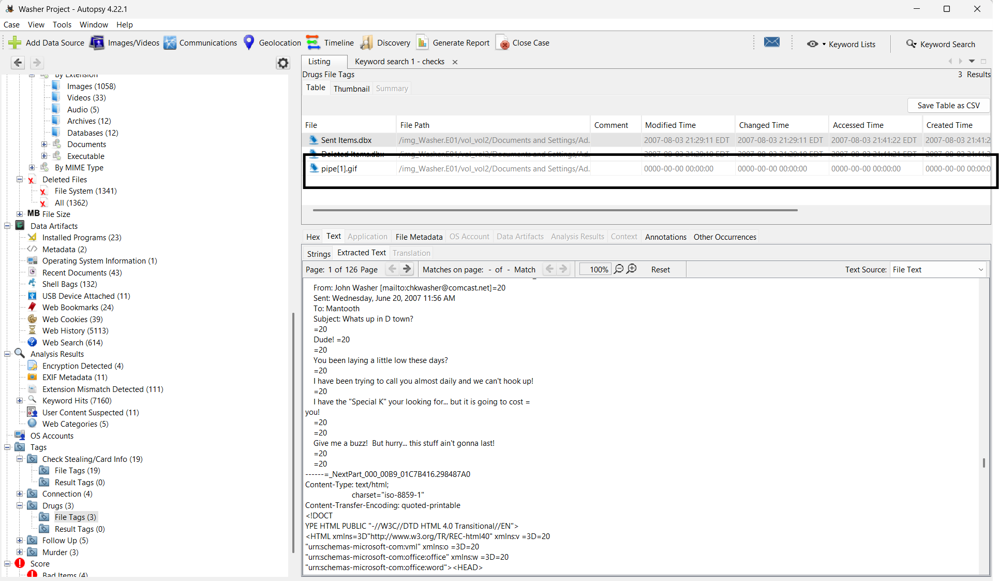 Washer Project - Autopsy 4.22.1
Case View Tools Window Help
Add Data Source Images/Videos Communications Geolocation Timeline Discovery Generate Report Close Case Keyword Lists Keyword Search
By Extension
Images (1058)
Videos (33)
Audio (5)
Archives (12)
Databases (12)
Documents
Executable
By MIME Type
Deleted Files
File System (1341)
All (1362)
MB File Size
Data Artifacts
Installed Programs (23)
Metadata (2)
Operating System Information (1)
Recent Documents (43)
Shell Bags (132)
USB Device Attached (11)
Web Bookmarks (24)
Web Cookies (39)
Web History (5113)
Web Search (614)
Analysis Results
Encryption Detected (4)
EXIF Metadata (11)
Extension Mismatch Detected (111)
Keyword Hits (7160)
User Content Suspected (11)
Web Categories (5)
OS Accounts
Tags
Check Stealing/Card Info (19)
File Tags (19)
Result Tags (0)
Connection (4)
Drugs (3)
File Tags (3)
Result Tags (0)
Follow Up (5)
Murder (3)
Score
Bad Items (4)
Listing Keyword search 1 - checks
Drugs File Tags 3 Results
Table Thumbnail Summary
Save Table as CSV
File File Path Comment Modified Time Changed Time Accessed Time Created Time
Sent Items.dbx /img_Washer.E01/vol_vol2/Documents and Settings/Ad. 2007-08-03 21:29:11 EDT 2007-08-03 21:29:11 EDT 2007-08-03 21:41:22 EDT 2007-08-03 21:41:2
Deleted Items.dbx /img_Washer.E01/vol_vol2/Documents and Settings/Ad. 2007-08-03 21:29:10 EDT 2007-08-03 21:29:10 EDT 2007-08-03 21:41:21 EDT 2007-08-03 21:41:2
pipe[1].gif /img_Washer.E01/vol_vol2/Documents and Settings/Ad. 0000-00-00 00:00:00 0000-00-00 00:00:00 0000-00-00 00:00:00 0000-00-00 00:00:0
Hex Text Application File Metadata OS Account Data Artifacts Analysis Results Context Annotations Other Occurrences
Strings Extracted Text Translation
Page: 1 of 126 Page Matches on page: - of - Match 100% Reset Text Source: File Text
From: John Washer [mailto:chkwasher@comcast.net]=20
Sent: Wednesday, June 20, 2007 11:56 AM
To: Mantooth
Subject: Whats up in D town?
=20
Dude! =20
=20
You been laying a little low these days?
=20
I have been trying to call you almost daily and we can't hook up!
=20
I have the "Special K" your looking for... but it is going to cost =
you!
=20
=20
Give me a buzz!  But hurry... this stuff ain't gonna last!
=20
=20
------=_NextPart_000_00B9_01C7B416.298487A0
Content-Type: text/html;
charset="iso-8859-1"
Content-Transfer-Encoding: quoted-printable
<!DOCT
YPE HTML PUBLIC "-//W3C//DTD HTML 4.0 Transitional//EN">
<HTML xmlns=3D"http://www.w3.org/TR/REC-html40" xmlns:v =3D=20
"urn:schemas-microsoft-com:vml" xmlns:o =3D=20
"urn:schemas-microsoft-com:office:office" xmlns:w =3D=20
"urn:schemas-microsoft-com:office:word"><HEAD>